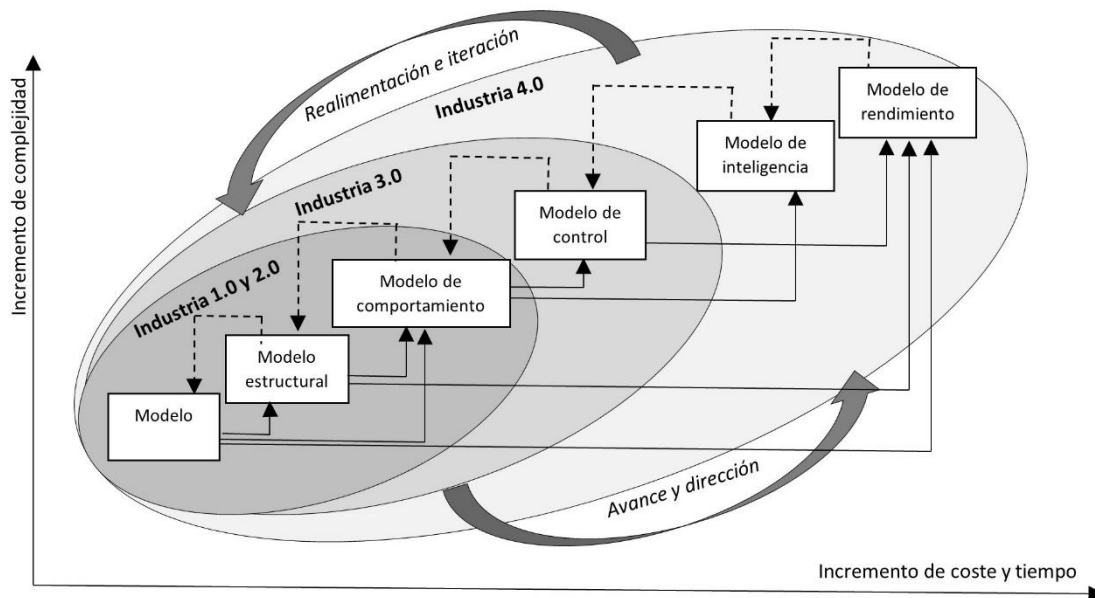 Incremento de complejidad
Realimentación e iteración
Industria 4.0
Modelo de
rendimiento
Modelo de
inteligencia
Industria 3.0
Modelo de
control
Industria 1.0 y 2.0
Modelo de
comportamiento
Modelo
estructural
Modelo
Avance y dirección
Incremento de coste y tiempo